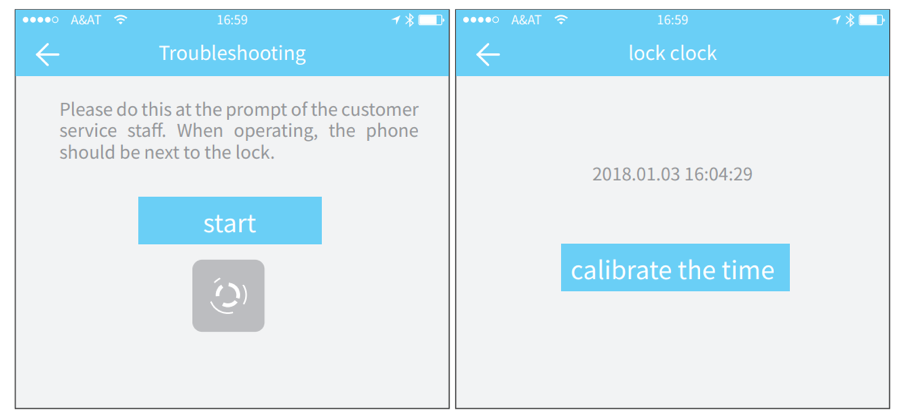 A&AT 16:59
Troubleshooting
Please do this at the prompt of the customer
service staff. When operating, the phone
should be next to the lock.
start
A&AT 16:59
lock clock
2018.01.03 16:04:29
calibrate the time